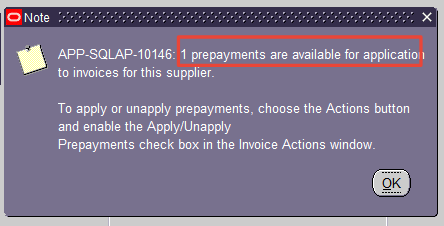 Note
APP-SQLAP-10146: 1 prepayments are available for application
to invoices for this supplier.
To apply or unapply prepayments, choose the Actions button
and enable the Apply/Unapply
Prepayments check box in the Invoice Actions window.
OK